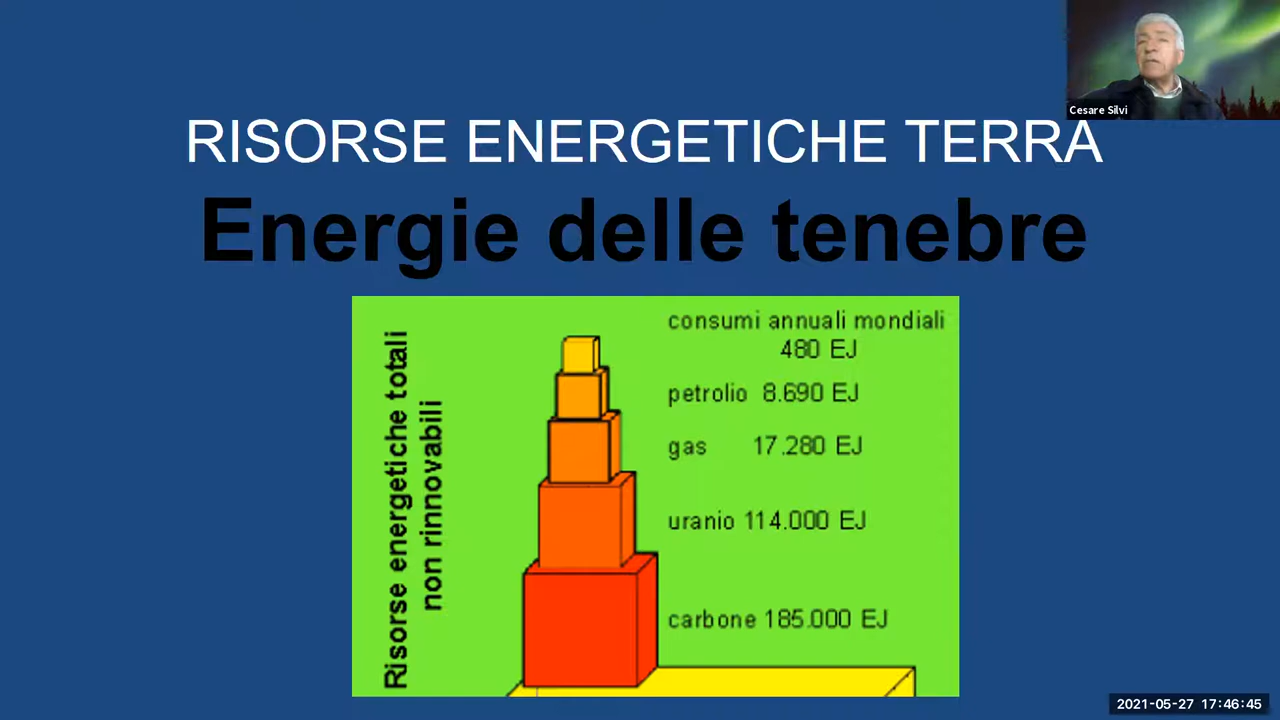 Cesare Silvi
RISORSE ENERGETICHE TERRA
Energie delle tenebre
Risorse energetiche totali
non rinnovabili
consumi annuali mondiali
480 EJ
petrolio 8.690 EJ
gas 17.280 EJ
uranio 114.000 EJ
carbone 185.000 EJ
2021-05-27 17:46:45